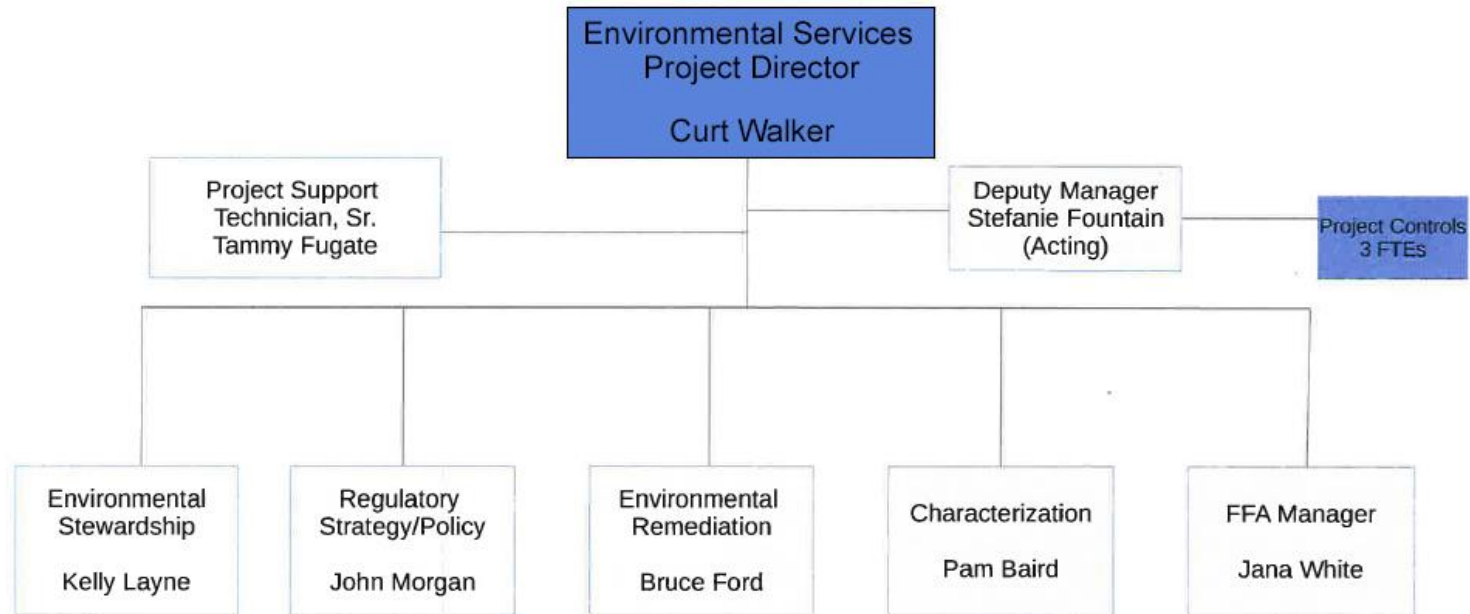 Environmental Services
Project Director
Curt Walker
Project Support
Technician, Sr.
Tammy Fugate
Deputy Manager
Stefanie Fountain
(Acting)
Project Controls
3 FTEs
Environmental
Stewardship
Kelly Layne
Regulatory
Strategy/Policy
John Morgan
Environmental
Remediation
Bruce Ford
Characterization
Pam Baird
FFA Manager
Jana White